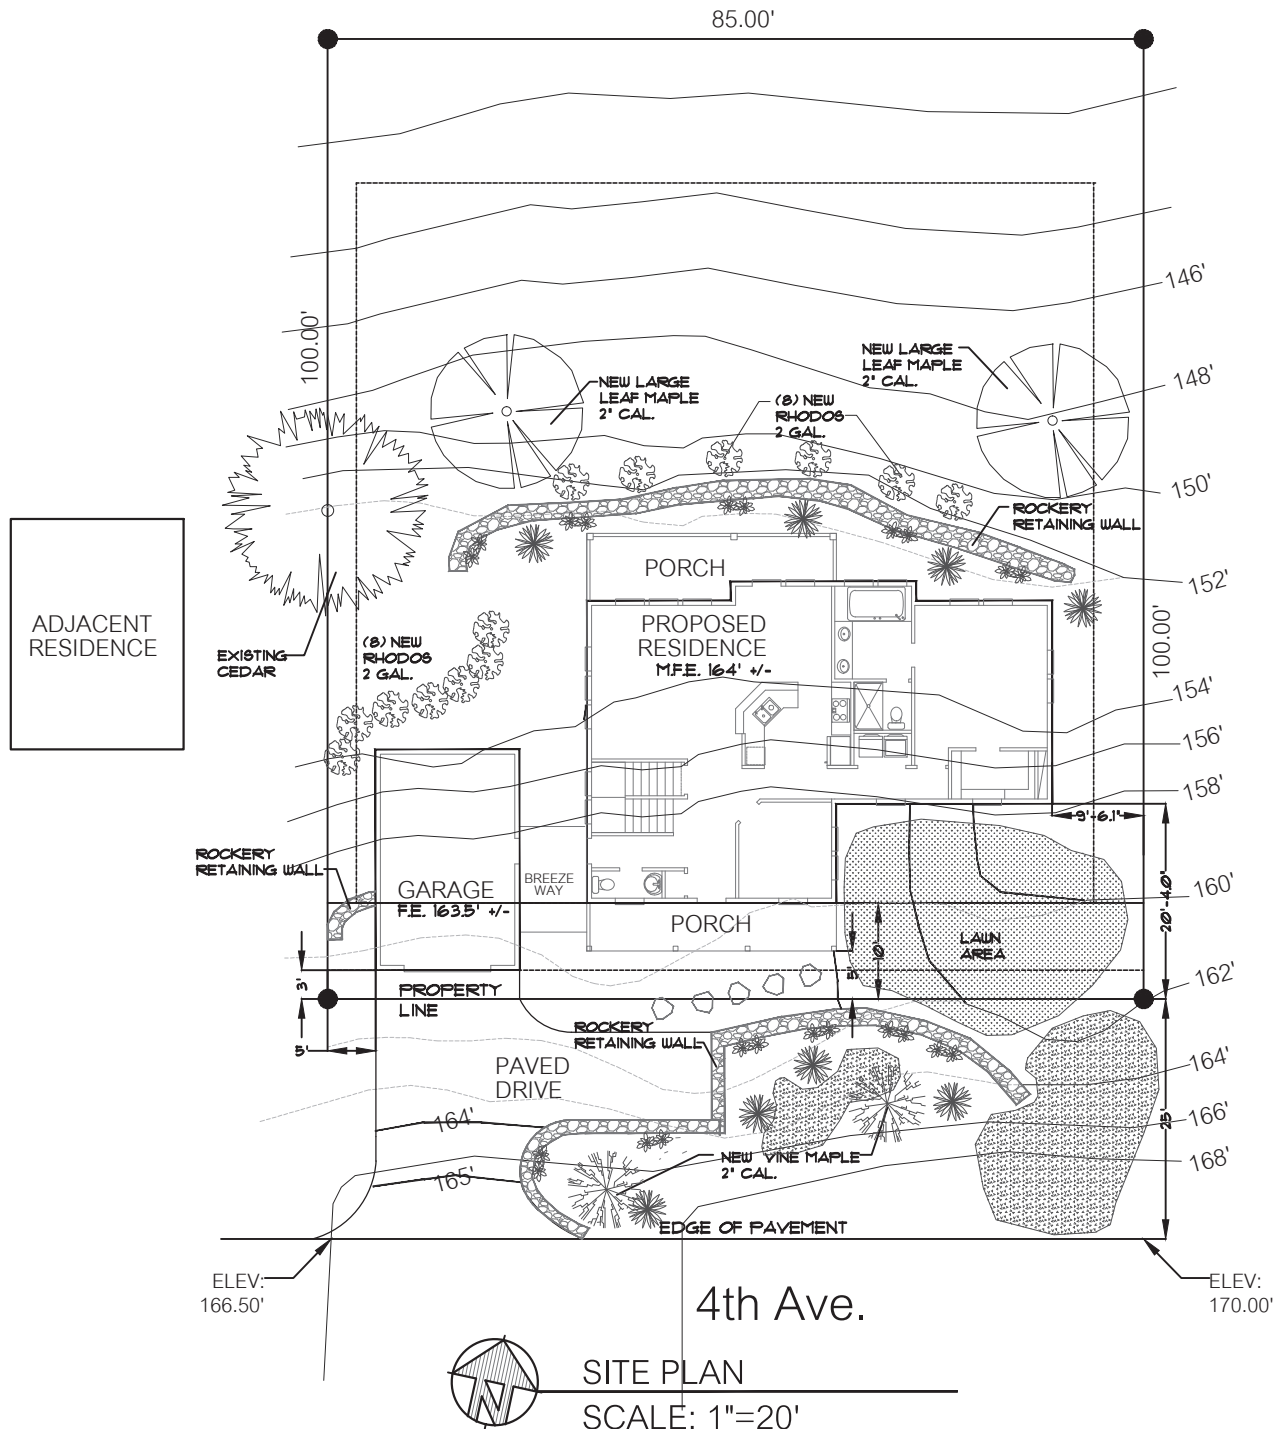 85.00'
146'
100.00'
NEW LARGE
LEAF MAPLE
2" CAL.
148'
NEW LARGE
LEAF MAPLE
2" CAL.
(8) NEW
RHODOS
2 GAL.
150'
ROCKERY
RETAINING WALL
PORCH
152'
ADJACENT
RESIDENCE
PROPOSED
RESIDENCE
M.F.E. 164' +/-
100.00'
EXISTING
CEDAR
(8) NEW
RHODOS
2 GAL.
154'
156'
158'
9'-6.1"
ROCKERY
RETAINING WALL
GARAGE
F.E. 163.5' +/-
BREEZE
WAY
160'
20'-4.0"
PORCH
LAWN
AREA
10'
5'
3'
162'
PROPERTY
LINE
ROCKERY
RETAINING WALL
5'
PAVED
DRIVE
164'
164'
166'
25'
NEW VINE MAPLE
2" CAL.
168'
165'
EDGE OF PAVEMENT
ELEV:
166.50'
ELEV:
170.00'
4th Ave.
N
SITE PLAN
SCALE: 1"=20'